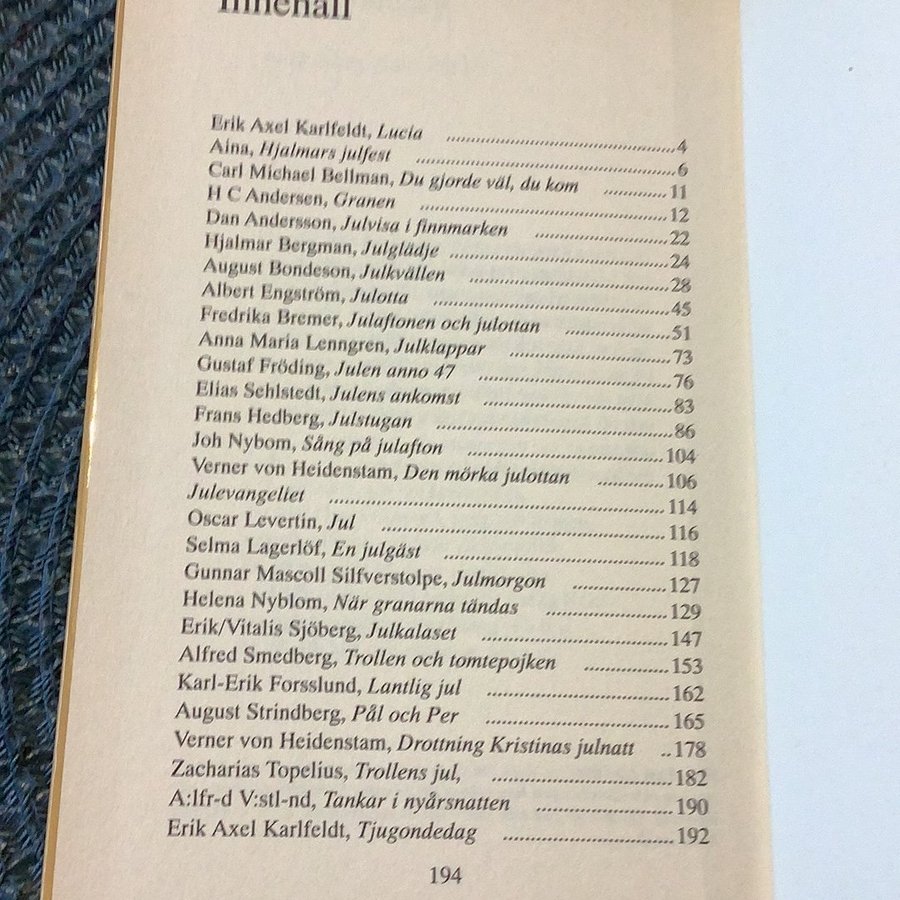 Innehåll
Erik Axel Karlfeldt, Lucia ........ 4
Aina, Hjalmars julfest ........ 6
Carl Michael Bellman, Du gjorde väl, du kom ........ 11
H C Andersen, Granen ........ 12
Dan Andersson, Julvisa i finnmarken ........ 22
Hjalmar Bergman, Julglädje ........ 24
August Bondeson, Julkvällen ........ 28
Albert Engström, Julotta ........ 45
Fredrika Bremer, Julaftonen och julottan ........ 51
Anna Maria Lenngren, Julklappar ........ 73
Gustaf Fröding, Julen anno 47 ........ 76
Elias Sehlstedt, Julens ankomst ........ 83
Frans Hedberg, Julstugan ........ 86
Joh Nybom, Sång på julafton ........ 104
Verner von Heidenstam, Den mörka julottan ........ 106
Julevangeliet ........ 114
Oscar Levertin, Jul ........ 116
Selma Lagerlöf, En julgäst ........ 118
Gunnar Mascoll Silfverstolpe, Julmorgon ........ 127
Helena Nyblom, När granarna tändas ........ 129
Erik/Vitalis Sjöberg, Julkalaset ........ 147
Alfred Smedberg, Trollen och tomtepojken ........ 153
Karl-Erik Forsslund, Lantlig jul ........ 162
August Strindberg, Pål och Per ........ 165
Verner von Heidenstam, Drottning Kristinas julnatt ..178
Zacharias Topelius, Trollens jul, ........ 182
A:lfr-d V:stl-nd, Tankar i nyårsnatten ........ 190
Erik Axel Karlfeldt, Tjugondedag ........ 192
194